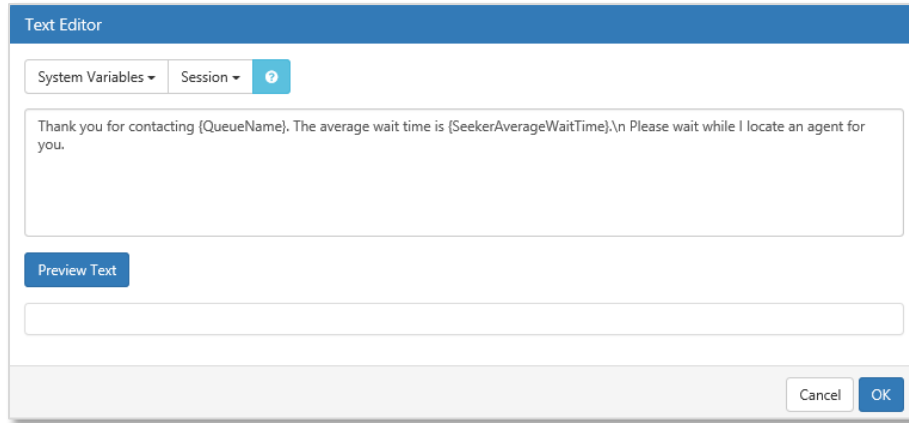 Text Editor
System Variables
Session
?
Thank you for contacting {QueueName}. The average wait time is {SeekerAverageWaitTime}.\n Please wait while I locate an agent for
you.
Preview Text
Cancel
OK